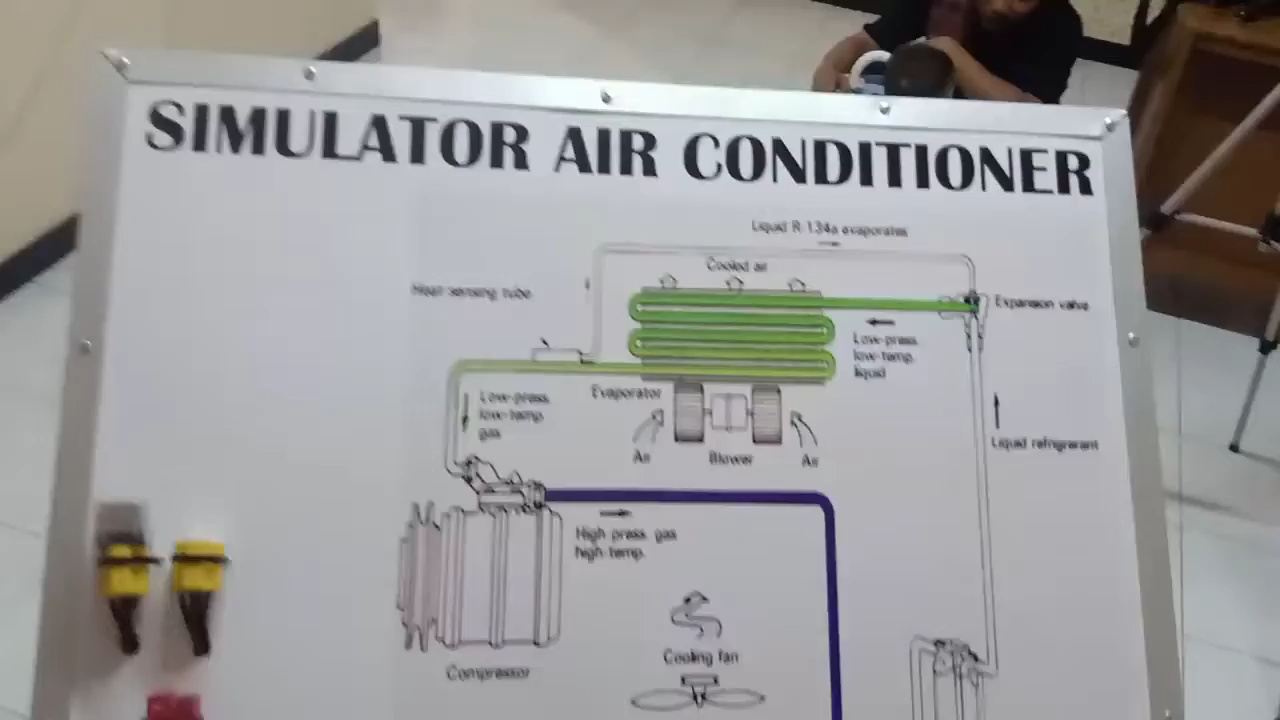 SIMULATOR AIR CONDITIONER
Liquid R-134a evaporates
Cooled air
Heat sensing tube
Expansion valve
Low-press.
low-temp.
liquid
Evaporator
Low-press.
low-temp.
gas
Air
Blower
Air
Liquid refrigerant
High press. gas
high-temp.
Cooling fan
Compressor